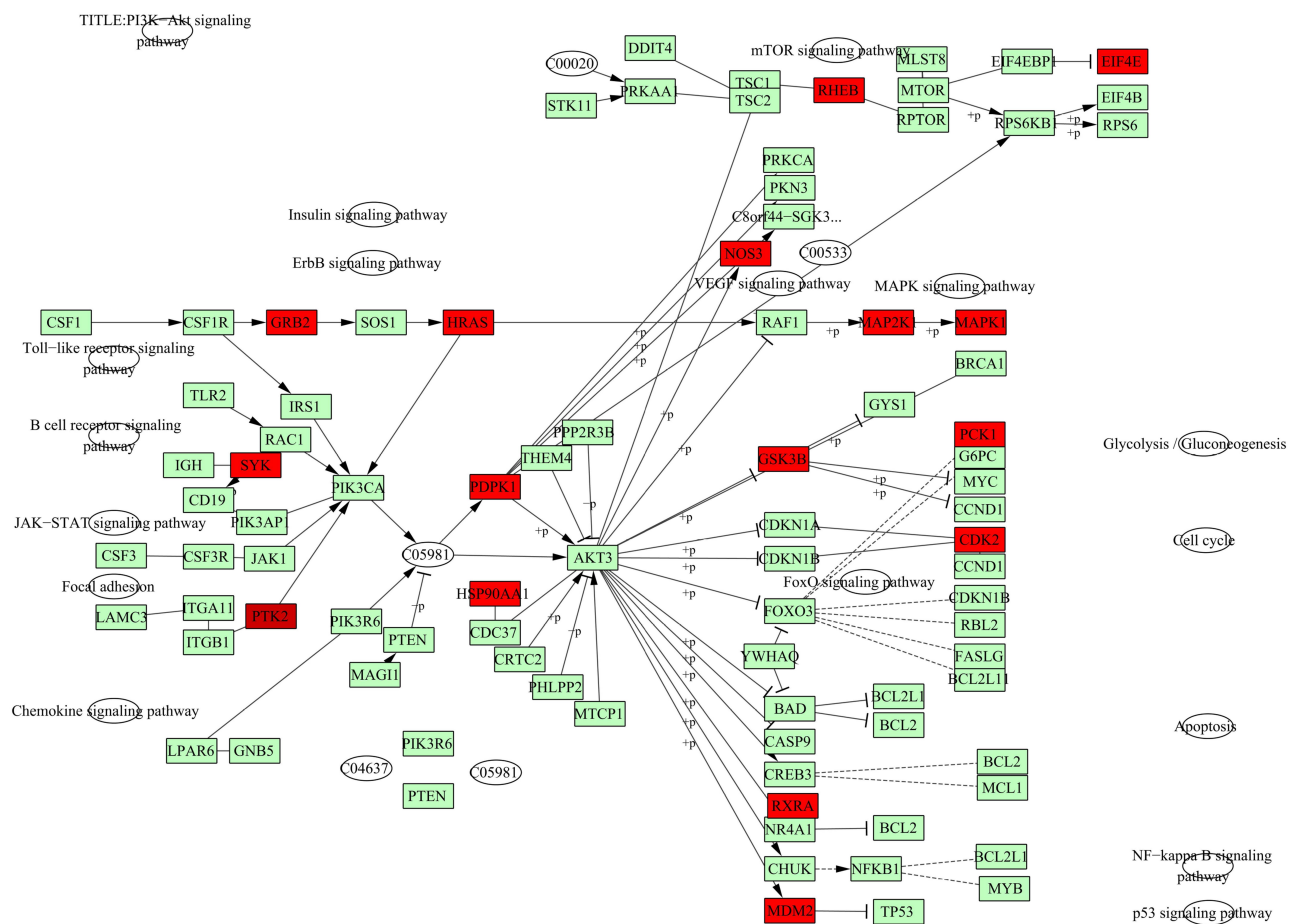 TITLE:PI3K−Akt signaling
pathway
DDIT4
mTOR signaling pathway
C00020
MLST8
EIF4EBP1
EIF4E
TSC1
RHEB
PRKAA1
TSC2
MTOR
EIF4B
STK11
RPTOR
+p
RPS6KB1
+p
+p
RPS6
PRKCA
PKN3
Insulin signaling pathway
C8orf44−SGK3...
NOS3
C00533
ErbB signaling pathway
VEGF signaling pathway
MAPK signaling pathway
CSF1
CSF1R
GRB2
SOS1
HRAS
RAF1
+p
MAP2K1
+p
MAPK1
+p
+p
+p
Toll−like receptor signaling
pathway
BRCA1
TLR2
IRS1
GYS1
+p
B cell receptor signaling
pathway
RAC1
PPP2R3B
+p
+p
PCK1
Glycolysis / Gluconeogenesis
IGH
SYK
THEM4
GSK3B
G6PC
CD19
p
PIK3CA
PDPK1
+p
+p
MYC
PIK3AP1
−p
CCND1
JAK−STAT signaling pathway
+p
+p
CDKN1A
CSF3
CSF3R
JAK1
C05981
AKT3
−p
CDKN1B
CDK2
Cell cycle
+p
CCND1
Focal adhesion
HSP90AA1
+p
FoxO signaling pathway
LAMC3
ITGA11
PTK2
−p
FOXO3
CDKN1B
ITGB1
PIK3R6
PTEN
CDC37
+p
−p
+p
RBL2
MAGI1
CRTC2
+p
YWHAQ
FASLG
PHLPP2
+p
BCL2L11
Chemokine signaling pathway
MTCP1
+p
BAD
BCL2L1
+p
BCL2
Apoptosis
LPAR6
GNB5
PIK3R6
+p
CASP9
C04637
C05981
CREB3
BCL2
PTEN
MCL1
RXRA
NR4A1
BCL2
CHUK
NFKB1
BCL2L1
NF−kappa B signaling
pathway
MYB
MDM2
TP53
p53 signaling pathway